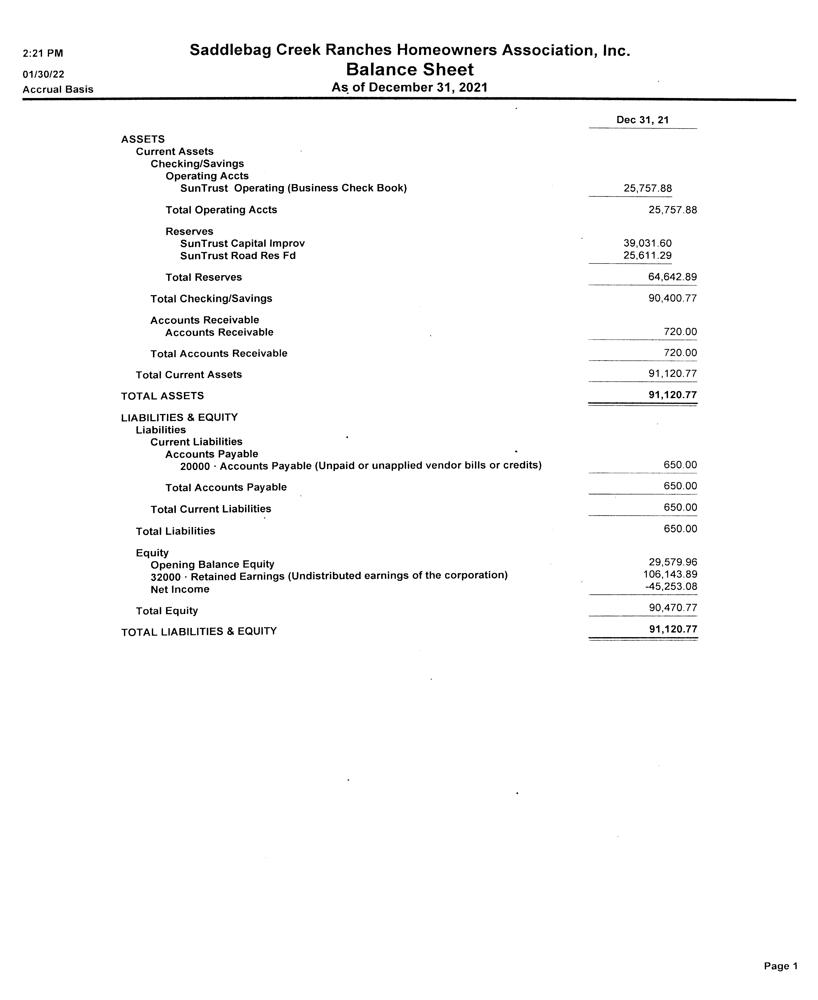 2:21 PM
Saddlebag Creek Ranches Homeowners Association, Inc.
01/30/22
Balance Sheet
Accrual Basis
As of December 31, 2021
Dec 31, 21
ASSETS
Current Assets
Checking/Savings
Operating Accts
SunTrust Operating (Business Check Book) 25,757.88
Total Operating Accts 25,757.88
Reserves
SunTrust Capital Improv 39,031.60
SunTrust Road Res Fd 25,611.29
Total Reserves 64,642.89
Total Checking/Savings 90,400.77
Accounts Receivable
Accounts Receivable 720.00
Total Accounts Receivable 720.00
Total Current Assets 91,120.77
TOTAL ASSETS 91,120.77
LIABILITIES & EQUITY
Liabilities
Current Liabilities
Accounts Payable
20000 · Accounts Payable (Unpaid or unapplied vendor bills or credits) 650.00
Total Accounts Payable 650.00
Total Current Liabilities 650.00
Total Liabilities 650.00
Equity
Opening Balance Equity 29,579.96
32000 · Retained Earnings (Undistributed earnings of the corporation) 106,143.89
Net Income -45,253.08
Total Equity 90,470.77
TOTAL LIABILITIES & EQUITY 91,120.77
Page 1